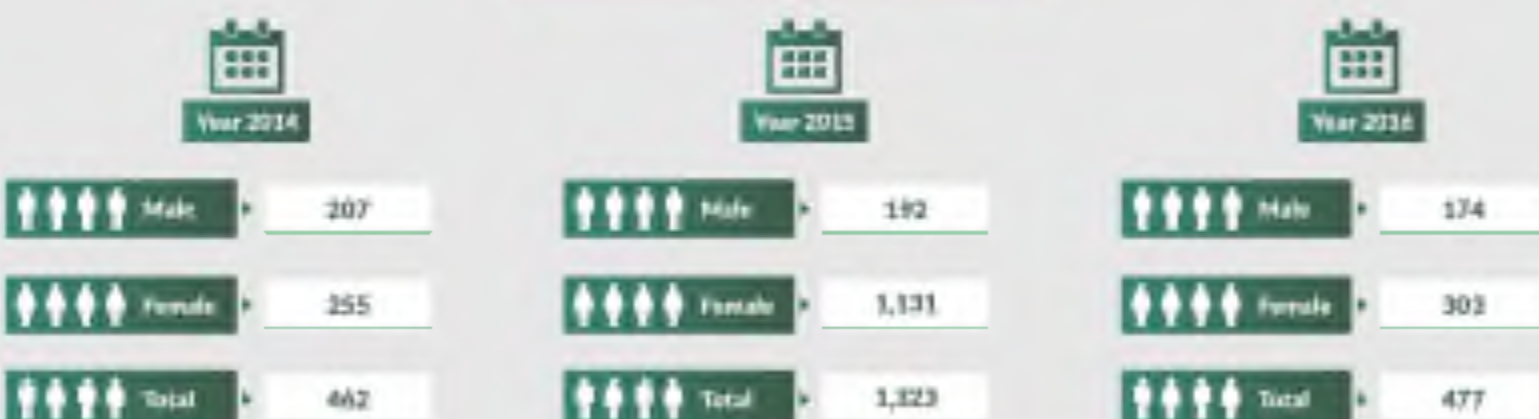 Year 2014
Male 207
Female 255
Total 462
Year 2015
Male 192
Female 1,131
Total 1,323
Year 2016
Male 174
Female 303
Total 477